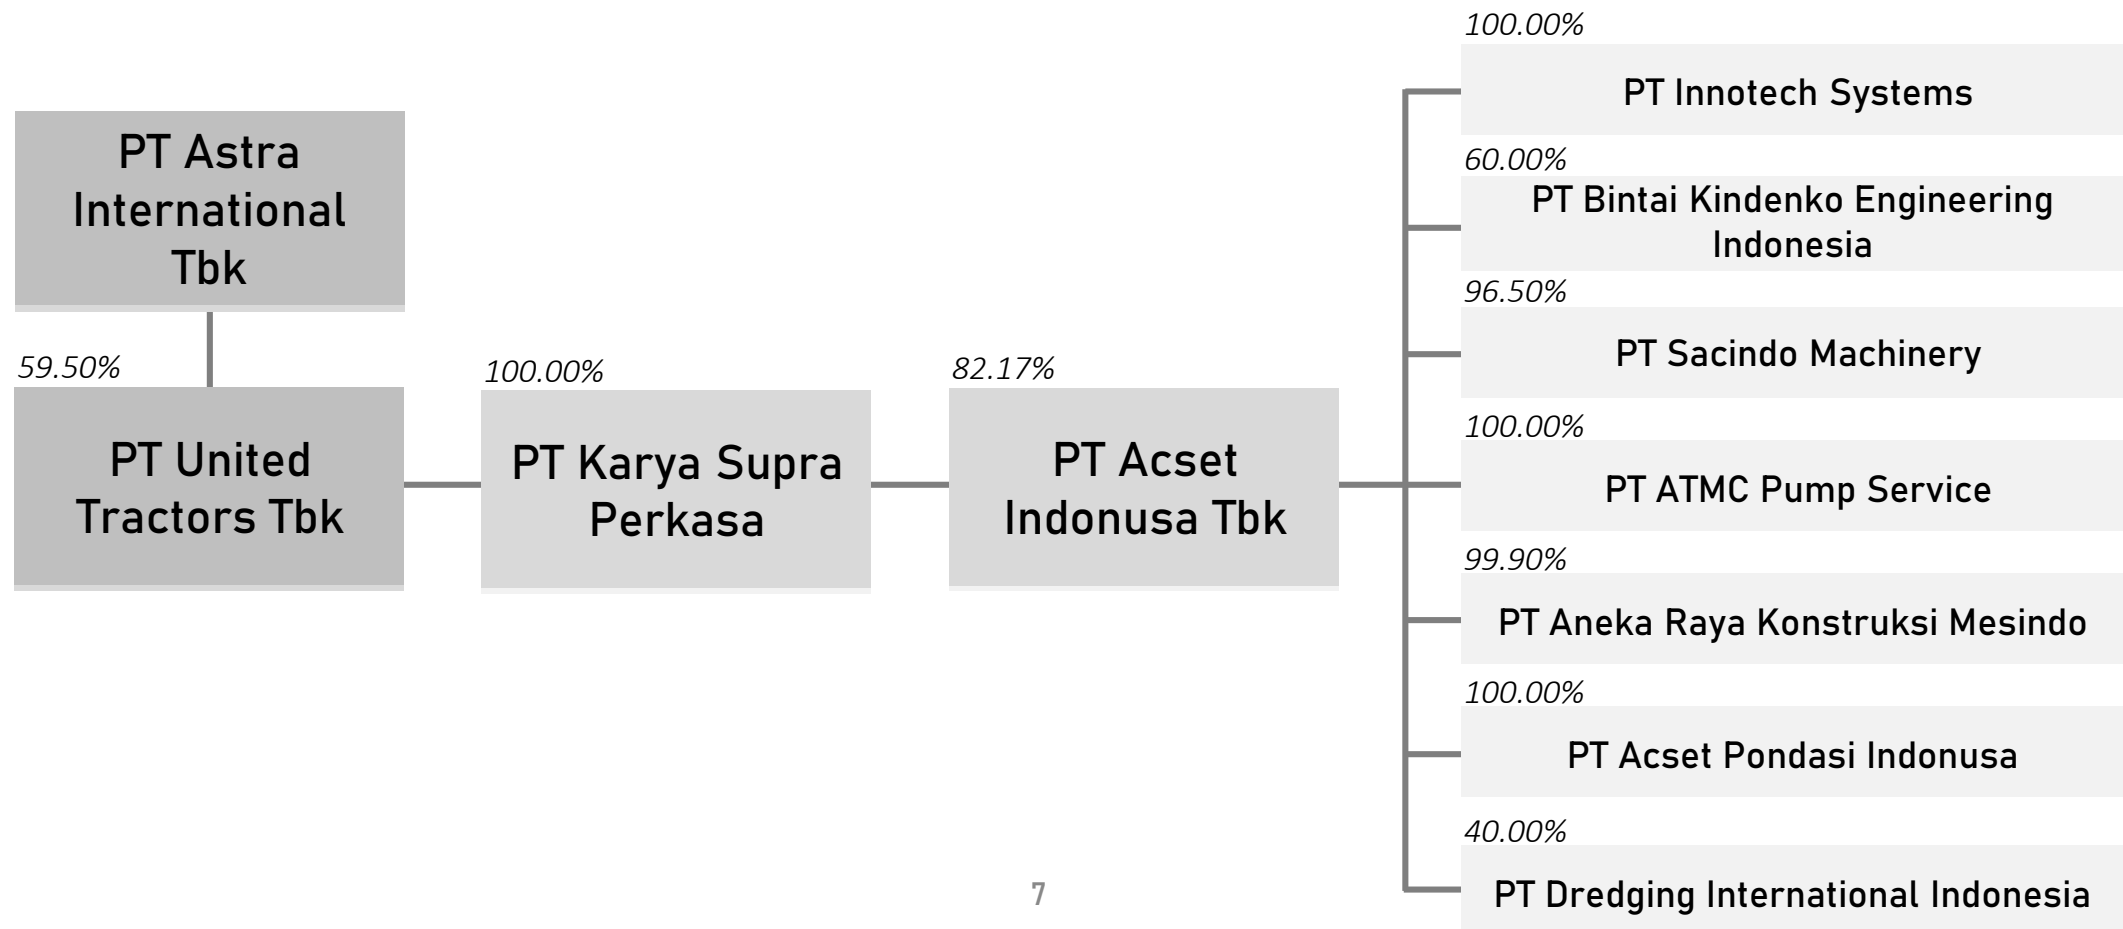 PT Astra
International
Tbk
59.50%
PT United
Tractors Tbk
100.00%
PT Karya Supra
Perkasa
82.17%
PT Acset
Indonusa Tbk
100.00%
PT Innotech Systems
60.00%
PT Bintai Kindenko Engineering
Indonesia
96.50%
PT Sacindo Machinery
100.00%
PT ATMC Pump Service
99.90%
PT Aneka Raya Konstruksi Mesindo
100.00%
PT Acset Pondasi Indonusa
40.00%
PT Dredging International Indonesia
7